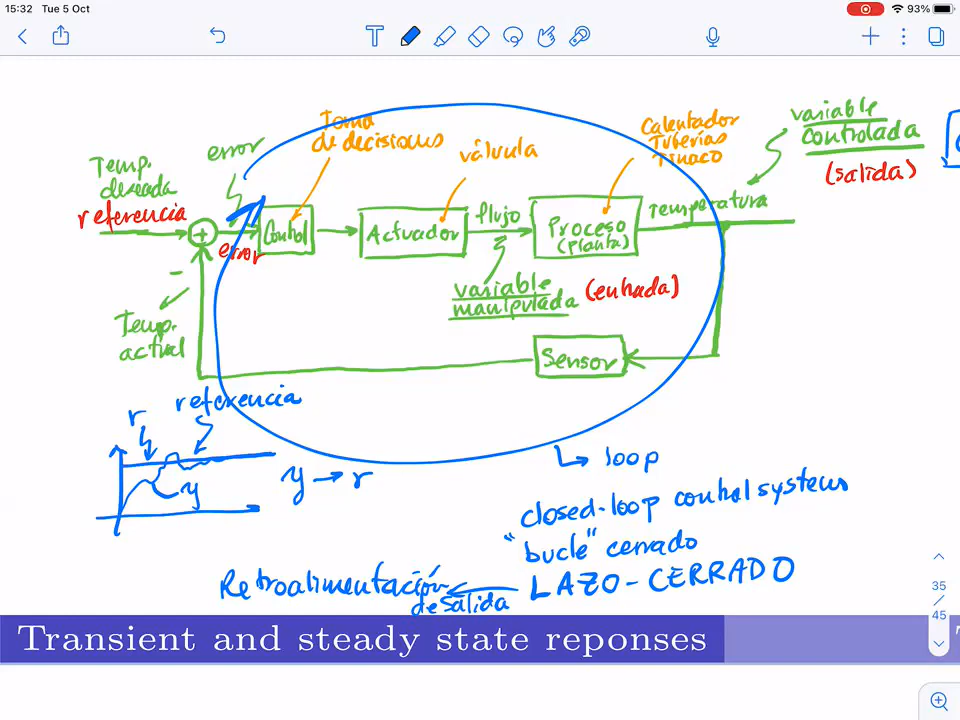 15:32 Tue 5 Oct
93%
T
Toma
de decisiones
error
válvula
Calentador
Tuberías
Tinaco
variable
controlada
(salida)
Temp.
deseada
referencia
+
error
Control
Actuador
flujo
Proceso
(planta)
Temperatura
variable
manipulada
(entrada)
-
Temp.
actual
Sensor
referencia
r
y
y → r
loop
closed-loop control systems
"bucle" cerrado
LAZO-CERRADO
Retroalimentación
de salida
35
/
45
Transient and steady state reponses